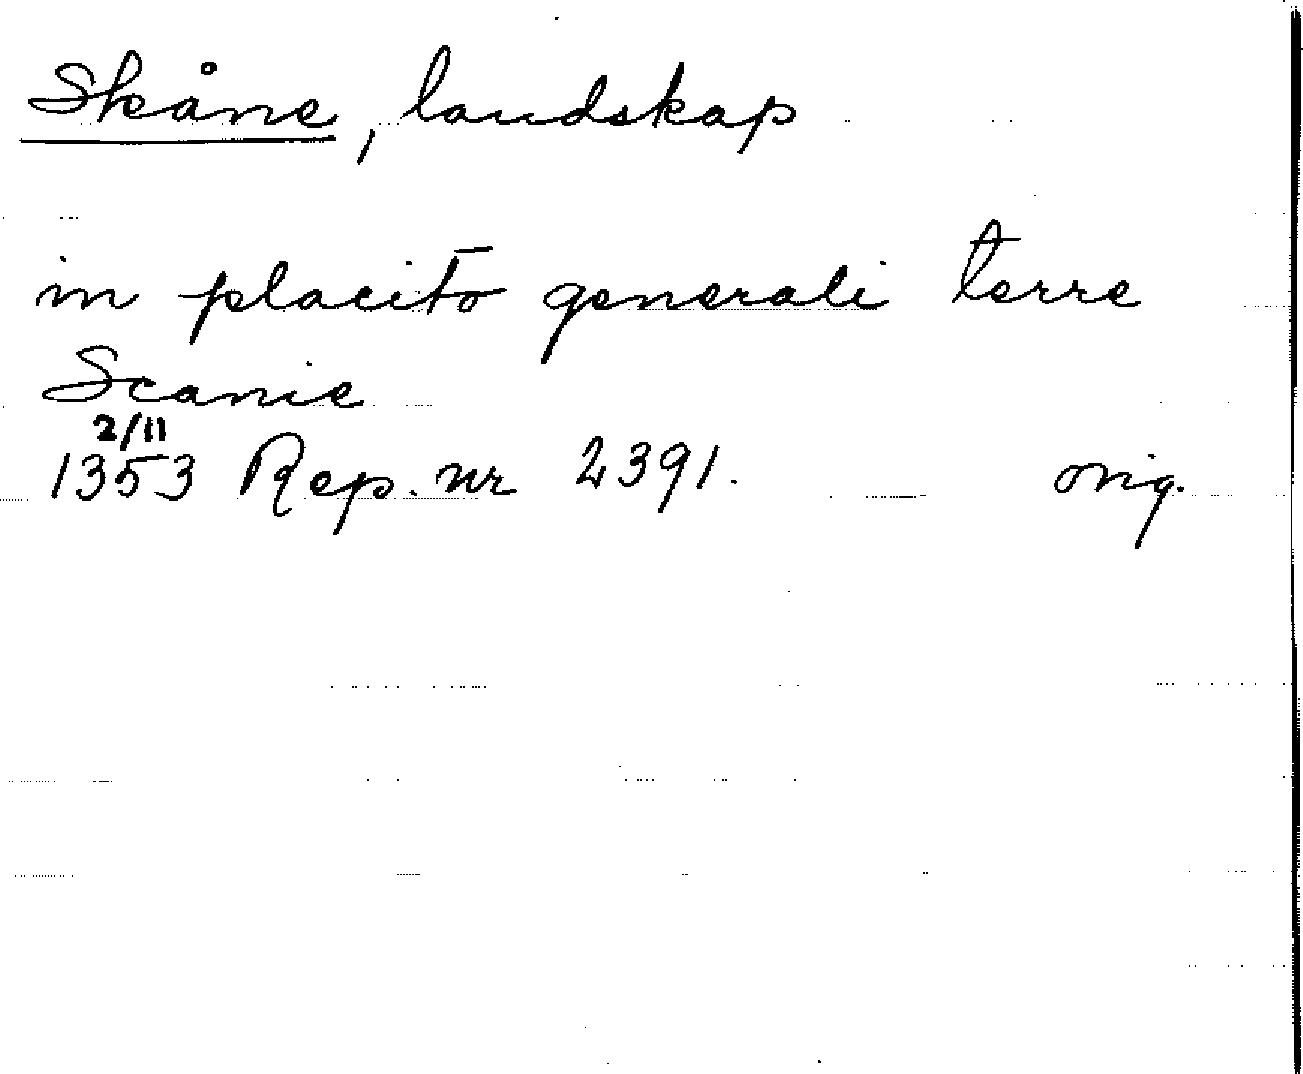 Skåne, landskap
in placito generali terre
Scanie
2/11
1353 Rep. nr 2391. orig.